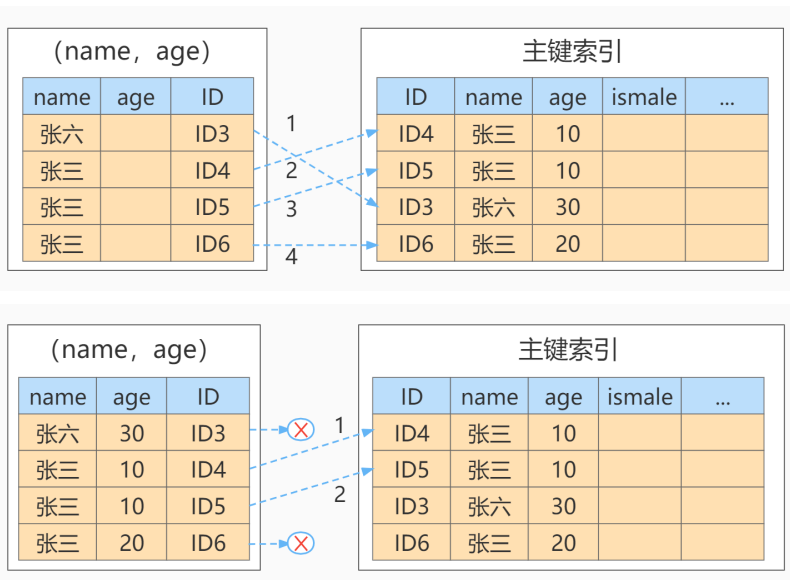 (name，age)
主键索引
name age ID
ID name age ismale ...
张六 ID3
1
ID4 张三 10
张三 ID4
2
ID5 张三 10
张三 ID5
3
ID3 张六 30
张三 ID6
4
ID6 张三 20
(name，age)
主键索引
name age ID
ID name age ismale ...
张六 30 ID3
1
ID4 张三 10
张三 10 ID4
ID5 张三 10
张三 10 ID5
2
ID3 张六 30
张三 20 ID6
ID6 张三 20